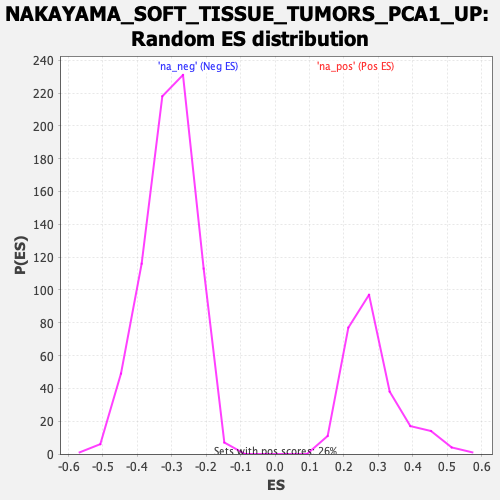 NAKAYAMA_SOFT_TISSUE_TUMORS_PCA1_UP:
Random ES distribution
'na_neg' (Neg ES)
'na_pos' (Pos ES)
240
220
200
180
160
140
120
100
80
60
40
20
0
P(ES)
Sets with pos scores: 26%
-0.6 -0.5 -0.4 -0.3 -0.2 -0.1 0.0 0.1 0.2 0.3 0.4 0.5 0.6
ES